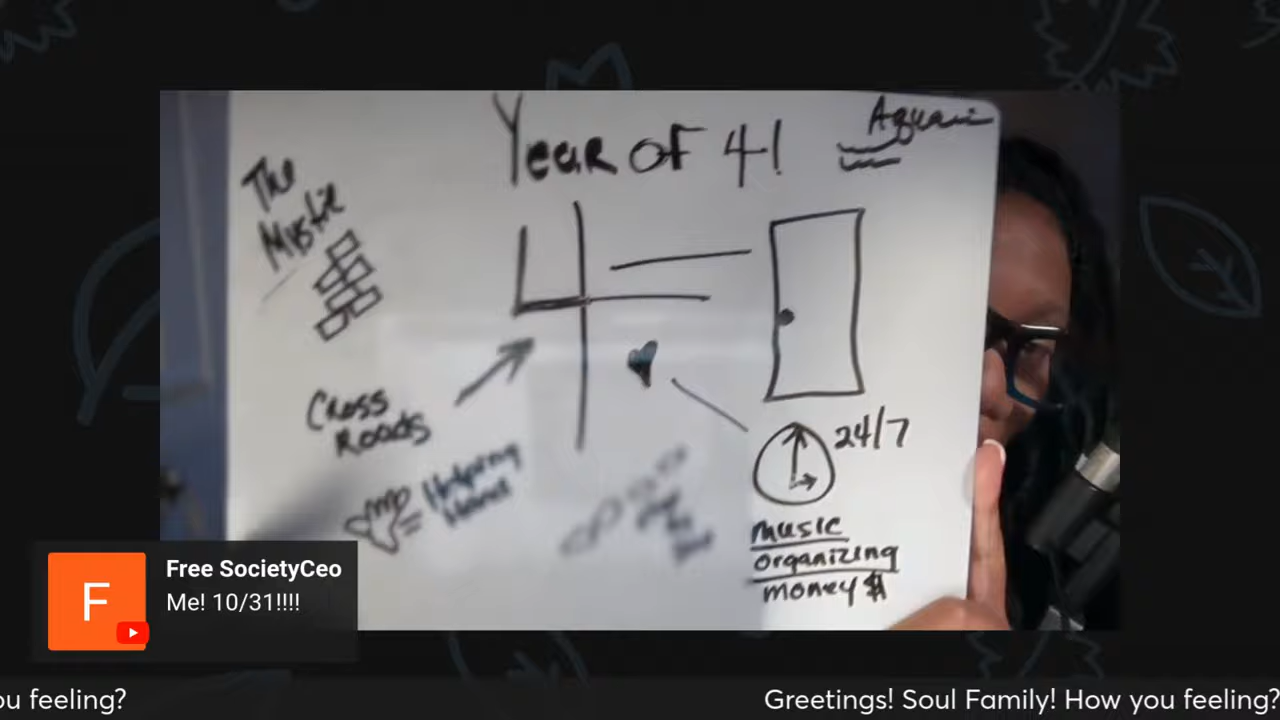 Year of 4!
Aquari
The
Mystic
4
Cross
Roads
Helping
Hand
24/7
music
organizing
money $
Free SocietyCeo
Me! 10/31!!!!
ou feeling?
Greetings! Soul Family! How you feeling?